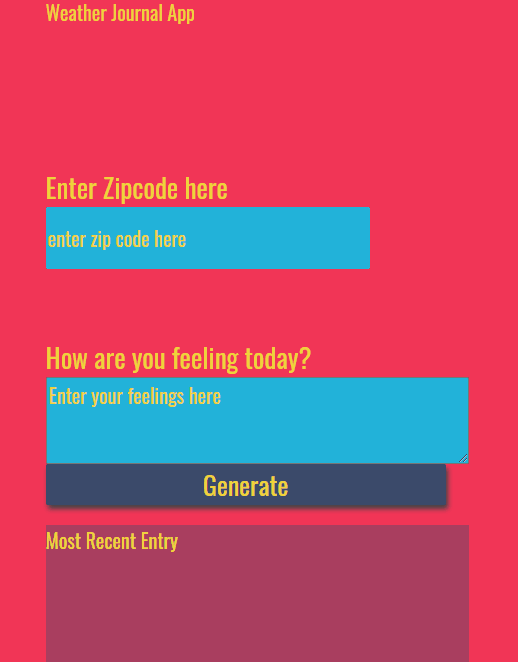 Weather Journal App
Enter Zipcode here
enter zip code here
How are you feeling today?
Enter your feelings here
Generate
Most Recent Entry